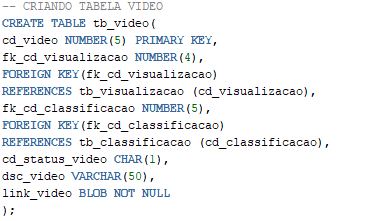 -- CRIANDO TABELA VIDEO
CREATE TABLE tb_video(
cd_video NUMBER(5) PRIMARY KEY,
fk_cd_visualizacao NUMBER(4),
FOREIGN KEY(fk_cd_visualizacao)
REFERENCES tb_visualizacao (cd_visualizacao),
fk_cd_classificacao NUMBER(5),
FOREIGN KEY(fk_cd_classificacao)
REFERENCES tb_classificacao (cd_classificacao),
cd_status_video CHAR(1),
dsc_video VARCHAR(50),
link_video BLOB NOT NULL
);